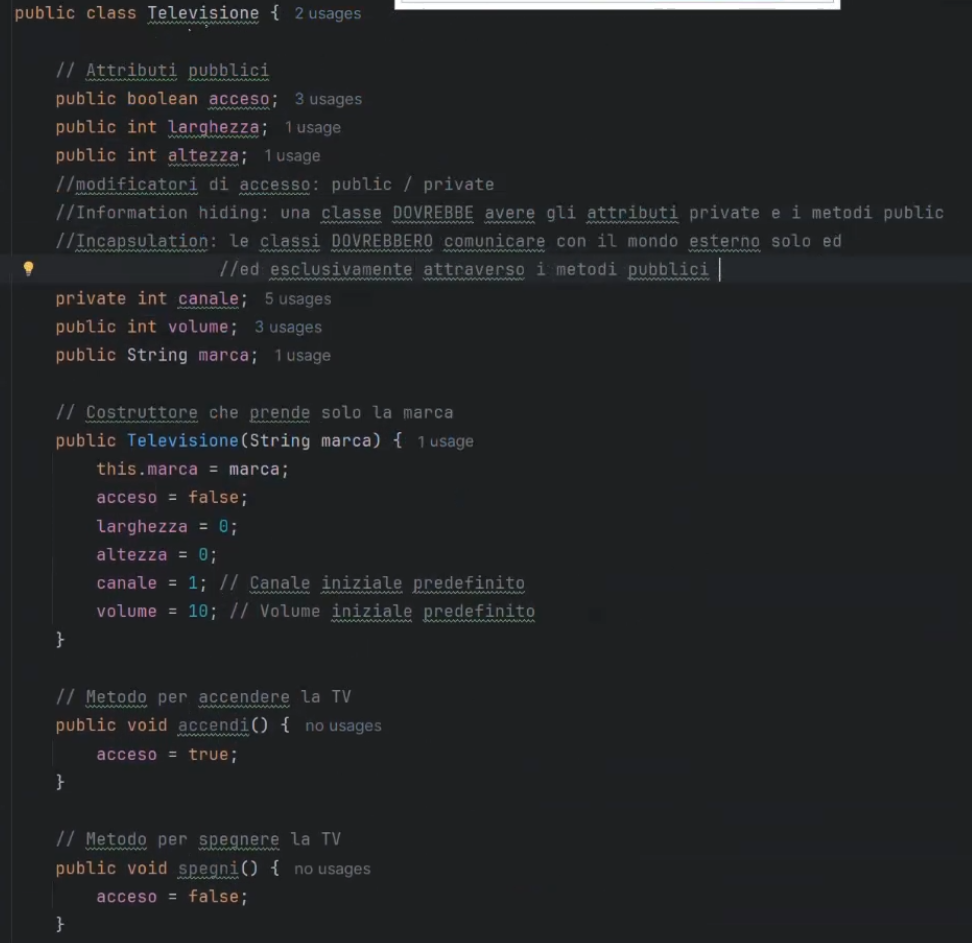 public class Televisione { 2 usages
// Attributi pubblici
public boolean acceso; 3 usages
public int larghezza; 1 usage
public int altezza; 1 usage
//modificatori di accesso: public / private
//Information hiding: una classe DOVREBBE avere gli attributi private e i metodi public
//Incapsulation: le classi DOVREBBERO comunicare con il mondo esterno solo ed
//ed esclusivamente attraverso i metodi pubblici
private int canale; 5 usages
public int volume; 3 usages
public String marca; 1 usage
// Costruttore che prende solo la marca
public Televisione(String marca) { 1 usage
this.marca = marca;
acceso = false;
larghezza = 0;
altezza = 0;
canale = 1; // Canale iniziale predefinito
volume = 10; // Volume iniziale predefinito
}
// Metodo per accendere la TV
public void accendi() { no usages
acceso = true;
}
// Metodo per spegnere la TV
public void spegni() { no usages
acceso = false;
}